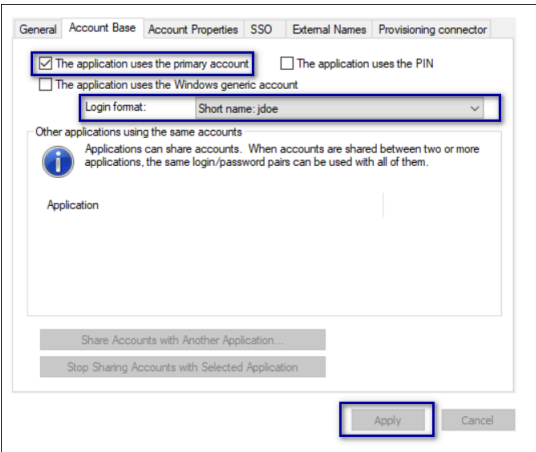 General Account Base Account Properties SSO External Names Provisioning connector
The application uses the primary account The application uses the PIN
The application uses the Windows generic account
Login format: Short name: jdoe
Other applications using the same accounts
Applications can share accounts. When accounts are shared between two or more
applications, the same login/password pairs can be used with all of them.
Application
Share Accounts with Another Application...
Stop Sharing Accounts with Selected Application
Apply Cancel